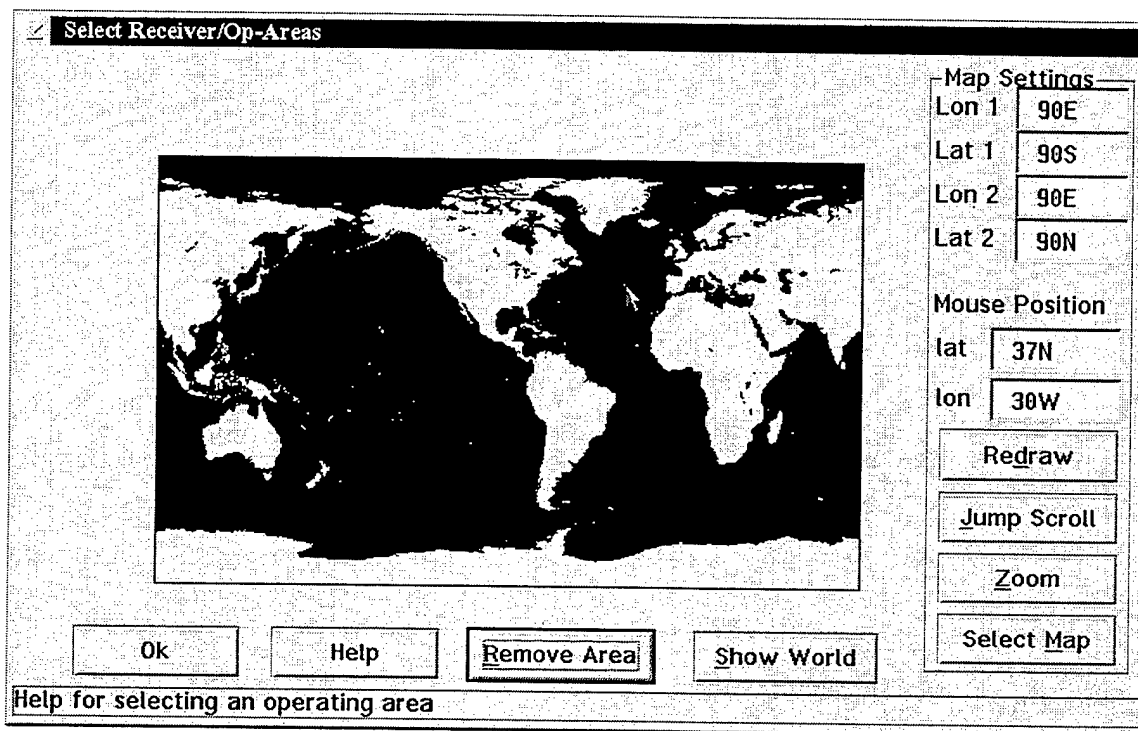 Select Receiver/Op-Areas
Map Settings
Lon 1 90E
Lat 1 90S
Lon 2 90E
Lat 2 90N
Mouse Position
lat 37N
lon 30W
Redraw
Jump Scroll
Zoom
Select Map
Ok Help Remove Area Show World
Help for selecting an operating area